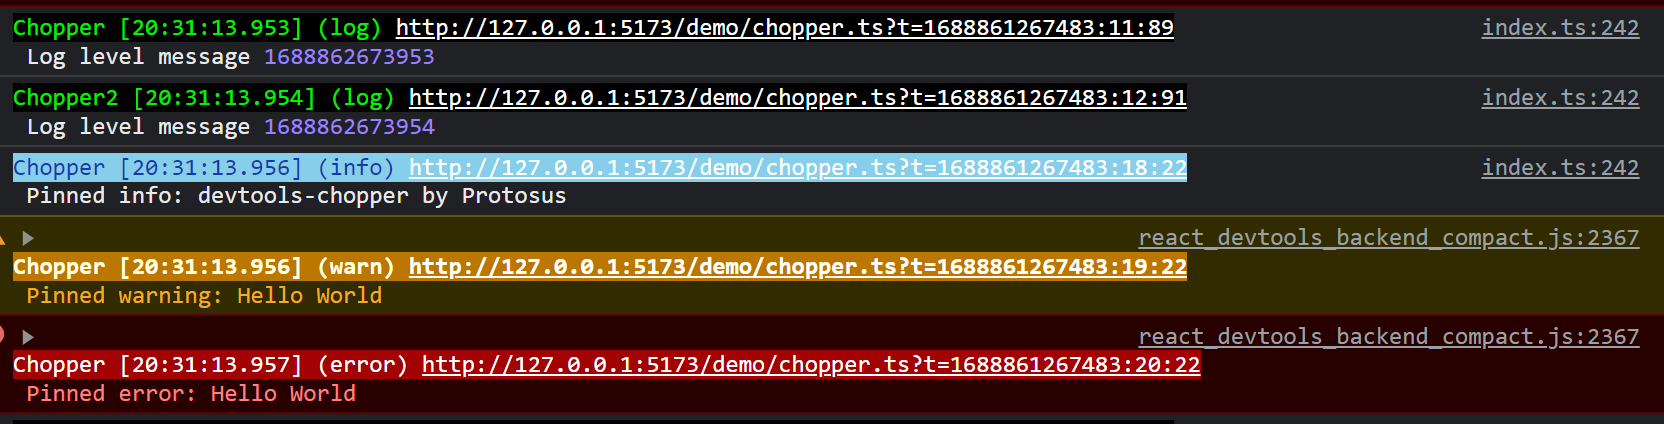 Chopper [20:31:13.953] (log) http://127.0.0.1:5173/demo/chopper.ts?t=1688861267483:11:89 index.ts:242
Log level message 1688862673953
Chopper2 [20:31:13.954] (log) http://127.0.0.1:5173/demo/chopper.ts?t=1688861267483:12:91 index.ts:242
Log level message 1688862673954
Chopper [20:31:13.956] (info) http://127.0.0.1:5173/demo/chopper.ts?t=1688861267483:18:22 index.ts:242
Pinned info: devtools-chopper by Protosus
react_devtools_backend_compact.js:2367
Chopper [20:31:13.956] (warn) http://127.0.0.1:5173/demo/chopper.ts?t=1688861267483:19:22
Pinned warning: Hello World
react_devtools_backend_compact.js:2367
Chopper [20:31:13.957] (error) http://127.0.0.1:5173/demo/chopper.ts?t=1688861267483:20:22
Pinned error: Hello World